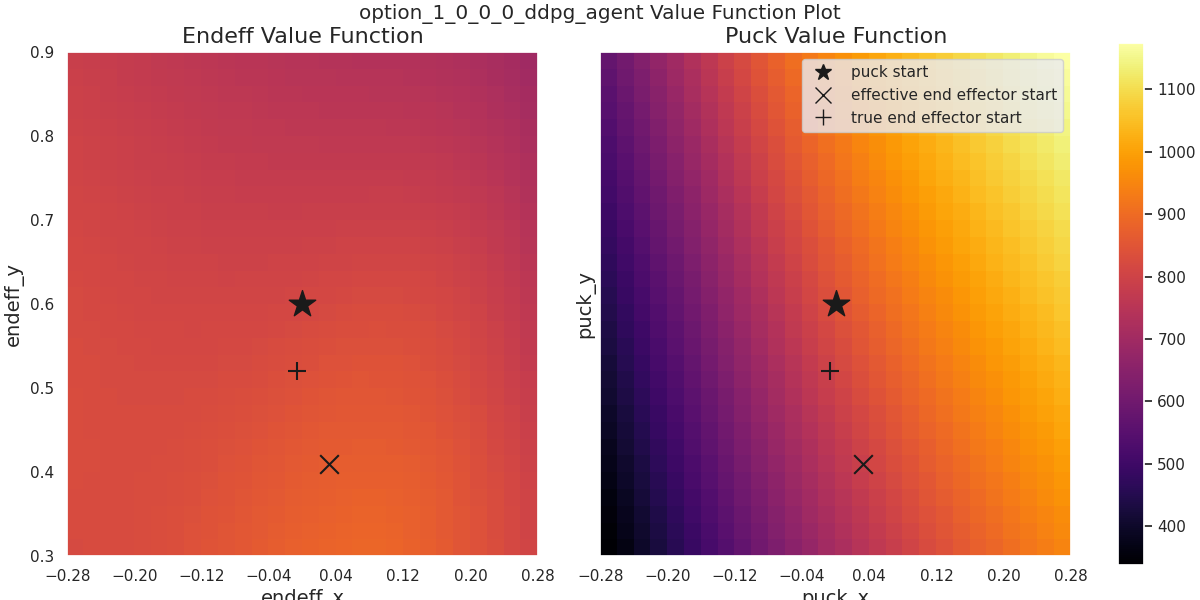 option_1_0_0_0_ddpg_agent Value Function Plot
Endeff Value Function
Puck Value Function
puck start
effective end effector start
true end effector start
endeff_y
0.9
0.8
0.7
0.6
0.5
0.4
0.3
−0.28 −0.20 −0.12 −0.04 0.04 0.12 0.20 0.28
endeff_x
puck_y
−0.28 −0.20 −0.12 −0.04 0.04 0.12 0.20 0.28
puck_x
1100
1000
900
800
700
600
500
400